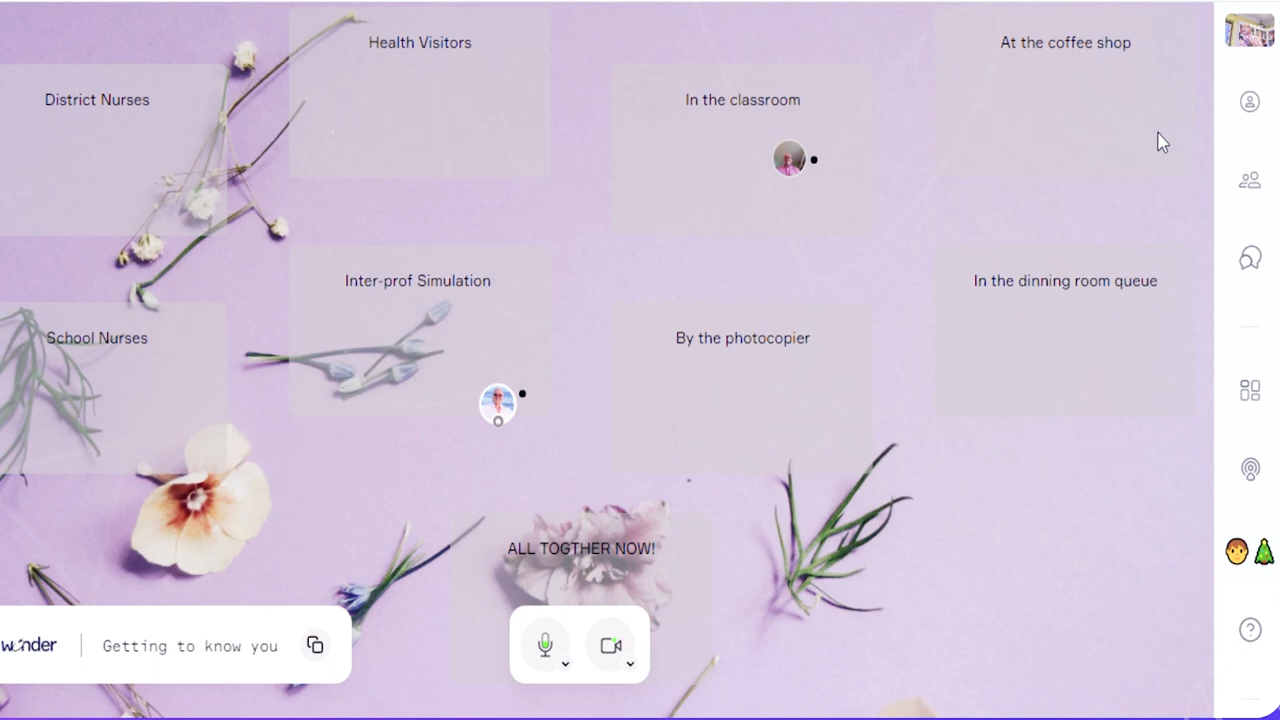 Health Visitors
At the coffee shop
District Nurses
In the classroom
Inter-prof Simulation
In the dinning room queue
School Nurses
By the photocopier
ALL TOGTHER NOW!
wonder
Getting to know you